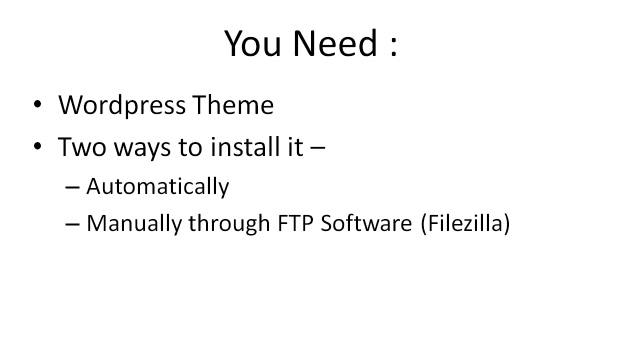 You Need :
• Wordpress Theme
• Two ways to install it –
– Automatically
– Manually through FTP Software (Filezilla)